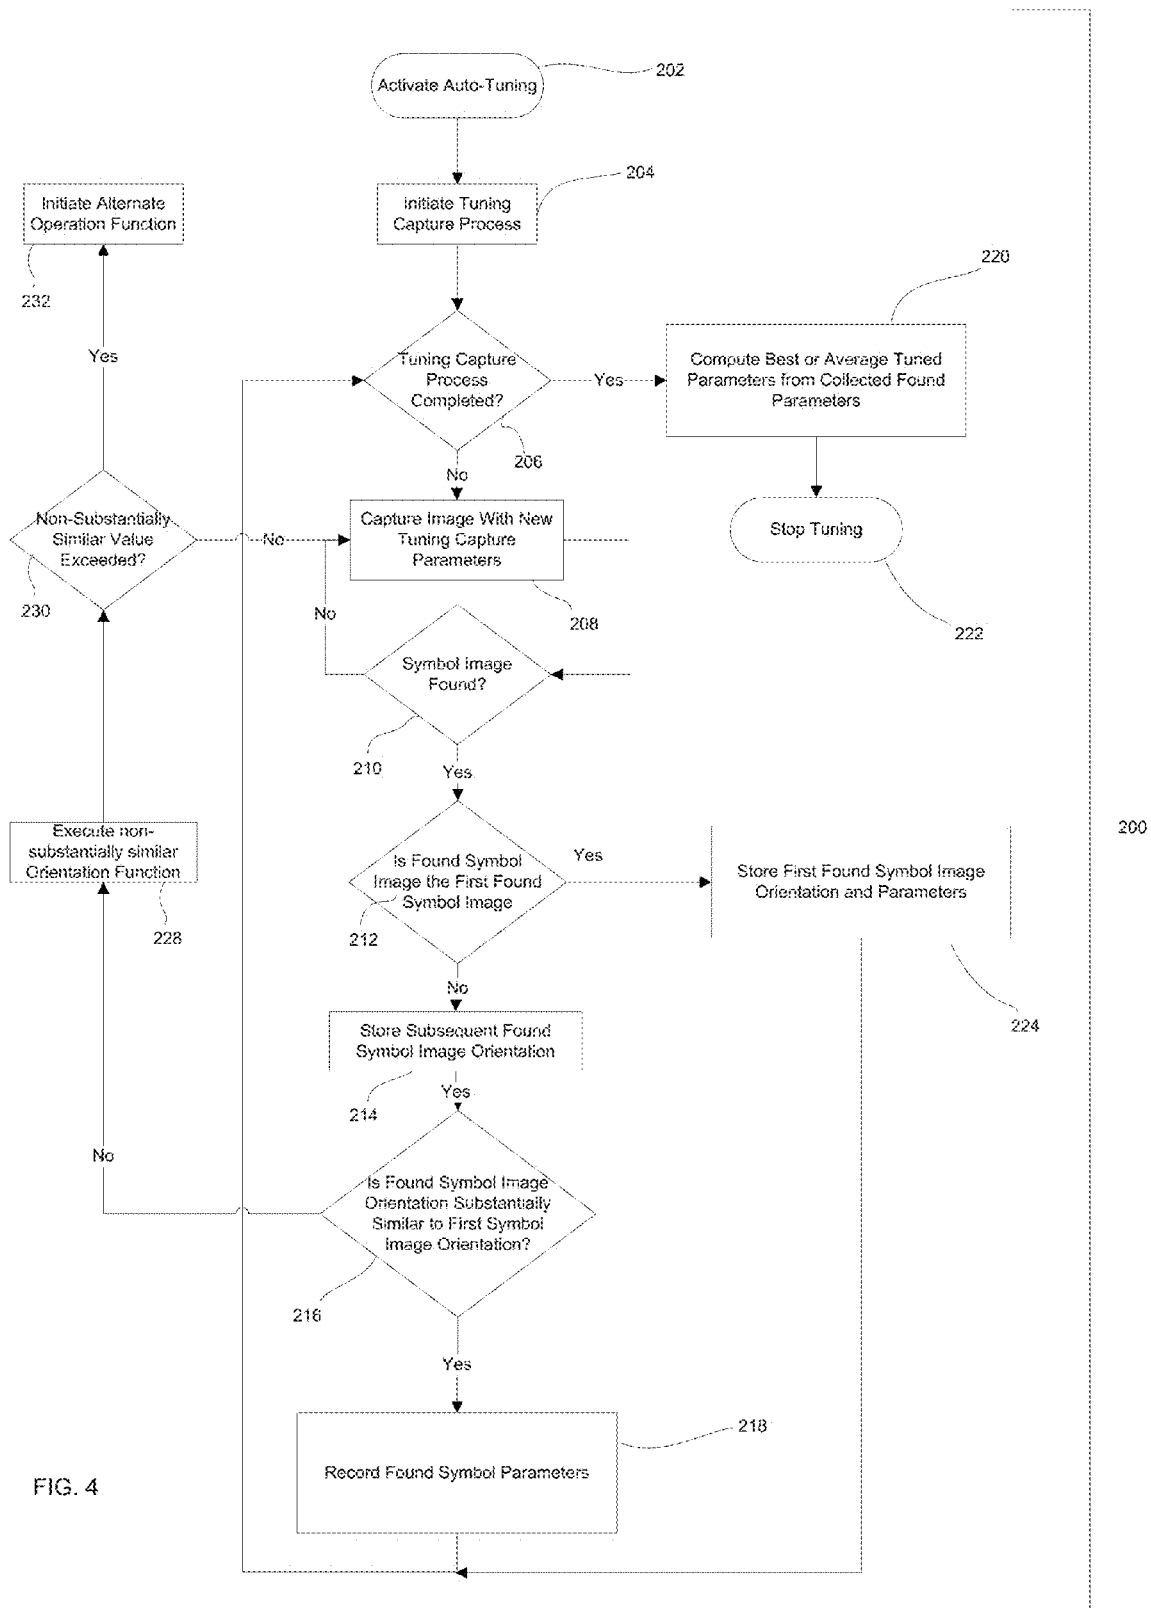 Activate Auto-Tuning
202
204
Initiate Alternate
Operation Function
Initiate Tuning
Capture Process
232
220
Yes
Tuning Capture
Process
Completed?
Yes
Compute Best or Average Tuned
Parameters from Collected Found
Parameters
206
No
Non-Substantially
Similar Value
Exceeded?
No
Capture Image With New
Tuning Capture
Parameters
Stop Tuning
230
No
208
222
Symbol Image
Found?
210
Yes
200
Execute non-
substantially similar
Orientation Function
Is Found Symbol
Image the First Found
Symbol Image
Yes
Store First Found Symbol Image
Orientation and Parameters
228
212
No
224
Store Subsequent Found
Symbol Image Orientation
214
Yes
No
Is Found Symbol Image
Orientation Substantially
Similar to First Symbol
Image Orientation?
216
Yes
218
Record Found Symbol Parameters
FIG. 4